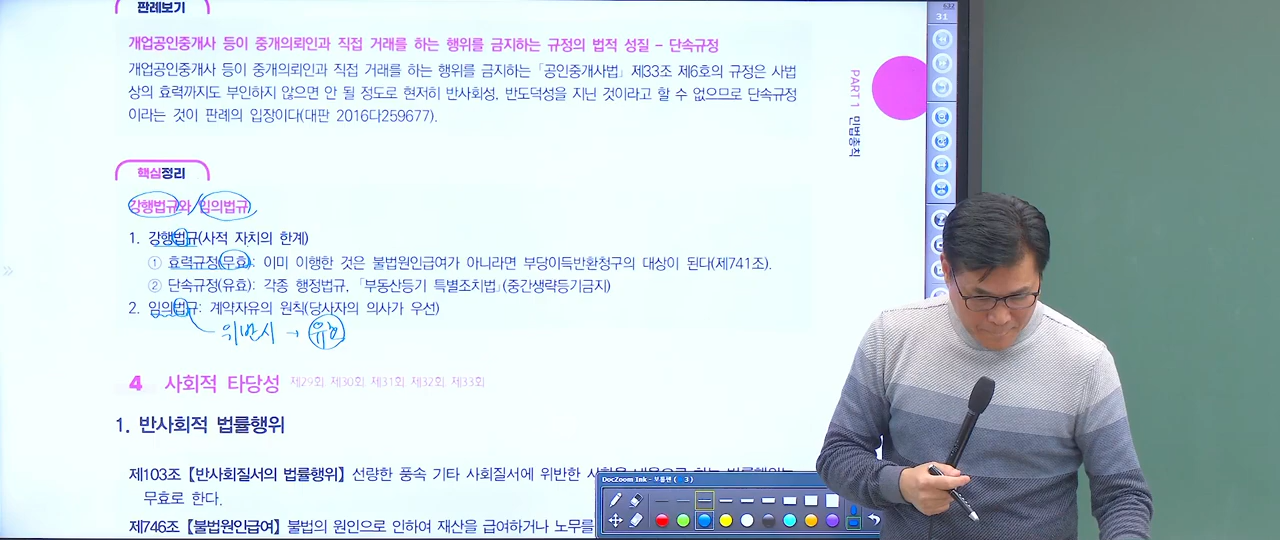 판례보기
개업공인중개사 등이 중개의뢰인과 직접 거래를 하는 행위를 금지하는 규정의 법적 성질 - 단속규정
개업공인중개사 등이 중개의뢰인과 직접 거래를 하는 행위를 금지하는 「공인중개사법」 제33조 제6호의 규정은 사법
상의 효력까지도 부인하지 않으면 안 될 정도로 현저히 반사회성, 반도덕성을 지닌 것이라고 할 수 없으므로 단속규정
이라는 것이 판례의 입장이다(대판 2016다259677).
핵심정리
강행법규와 임의법규
1. 강행법규(사적 자치의 한계)
① 효력규정(무효): 이미 이행한 것은 불법원인급여가 아니라면 부당이득반환청구의 대상이 된다(제741조).
② 단속규정(유효): 각종 행정법규, 「부동산등기 특별조치법」(중간생략등기금지)
2. 임의법규: 계약자유의 원칙(당사자의 의사가 우선)
위반시 → 유효
4 사회적 타당성 제29회 제30회 제31회 제32회 제33회
1. 반사회적 법률행위
제103조 【반사회질서의 법률행위】 선량한 풍속 기타 사회질서에 위반한
무효로 한다.
제746조 【불법원인급여】 불법의 원인으로 인하여 재산을 급여하거나 노무를
PART 1 민법총칙
31
DocZoom Ink - 부품펜 ( 3)